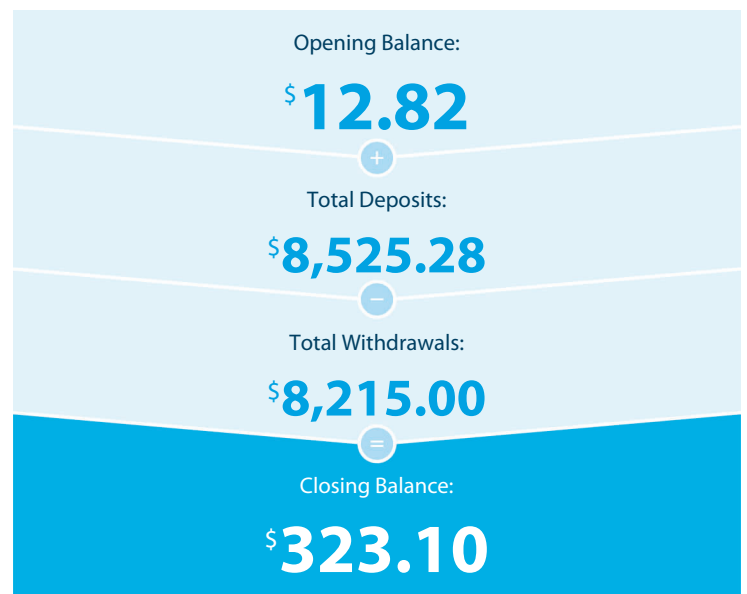 Opening Balance:
$12.82
+
Total Deposits:
$8,525.28
−
Total Withdrawals:
$8,215.00
=
Closing Balance:
$323.10